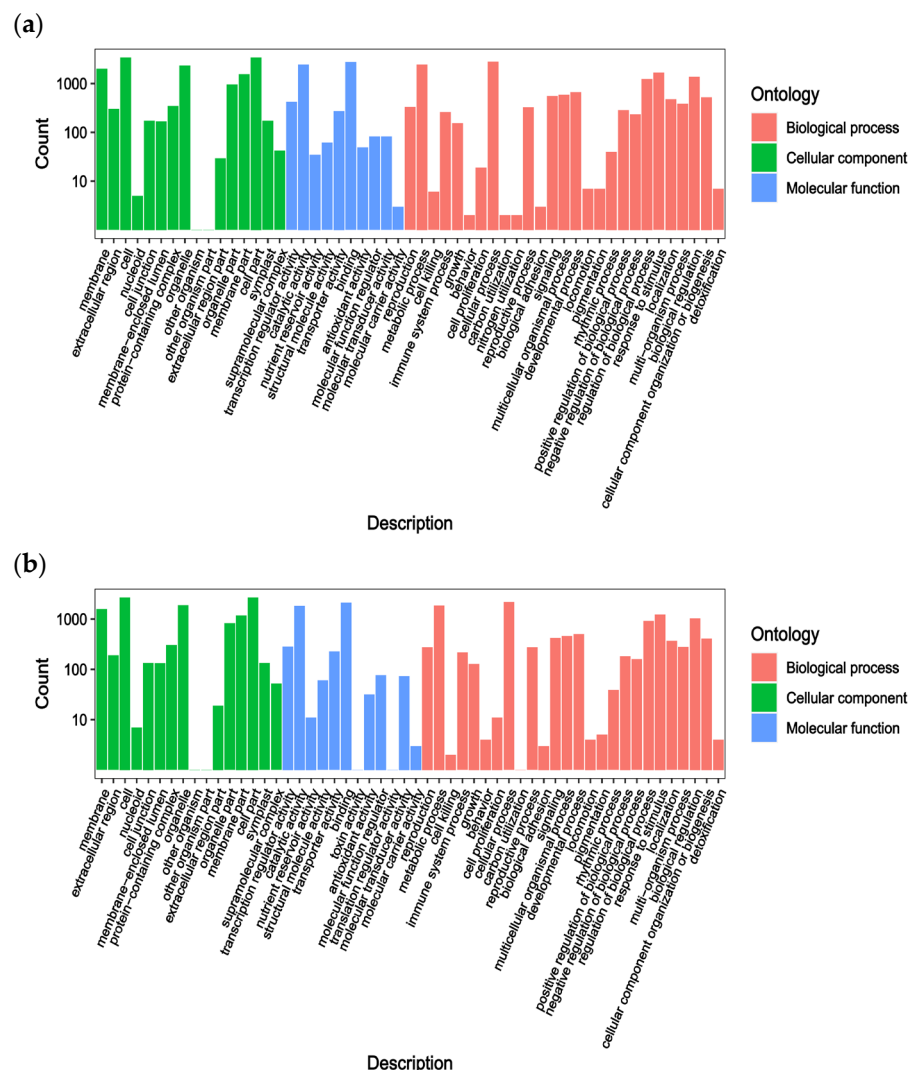 (a)
1000
100
10
Count
membrane
extracellular region
cell
nucleoid
cell junction
membrane−enclosed lumen
protein−containing complex
organelle
other organism
other organism part
extracellular region part
organelle part
membrane part
cell part
symplast
supramolecular complex
transcription regulator activity
catalytic activity
nutrient reservoir activity
structural molecule activity
transporter activity
binding
antioxidant activity
molecular function regulator
molecular transducer activity
molecular carrier activity
reproduction
metabolic process
cell killing
immune system process
growth
behavior
cell proliferation
cellular process
carbon utilization
nitrogen utilization
reproductive process
biological adhesion
signaling
multicellular organismal process
developmental process
locomotion
pigmentation
rhythmic process
positive regulation of biological process
negative regulation of biological process
regulation of biological process
response to stimulus
localization
multi−organism process
biological regulation
cellular component organization or biogenesis
detoxification
Description
Ontology
Biological process
Cellular component
Molecular function
(b)
1000
100
10
Count
membrane
extracellular region
cell
nucleoid
cell junction
membrane−enclosed lumen
protein−containing complex
organelle
other organism
other organism part
extracellular region part
organelle part
membrane part
cell part
symplast
supramolecular complex
transcription regulator activity
catalytic activity
nutrient reservoir activity
structural molecule activity
transporter activity
binding
toxin activity
antioxidant activity
molecular function regulator
translation regulator activity
molecular transducer activity
molecular carrier activity
reproduction
metabolic process
cell killing
immune system process
growth
behavior
cell proliferation
cellular process
carbon utilization
reproductive process
biological adhesion
signaling
multicellular organismal process
developmental process
locomotion
pigmentation
rhythmic process
positive regulation of biological process
negative regulation of biological process
regulation of biological process
response to stimulus
localization
multi−organism process
biological regulation
cellular component organization or biogenesis
detoxification
Description
Ontology
Biological process
Cellular component
Molecular function